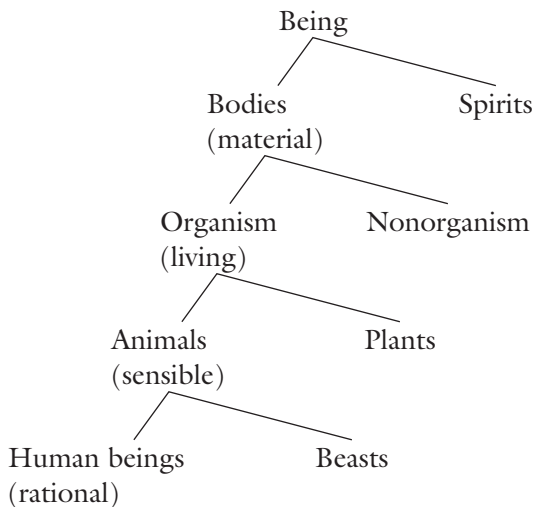 Being
Bodies Spirits
(material)
Organism Nonorganism
(living)
Animals Plants
(sensible)
Human beings Beasts
(rational)